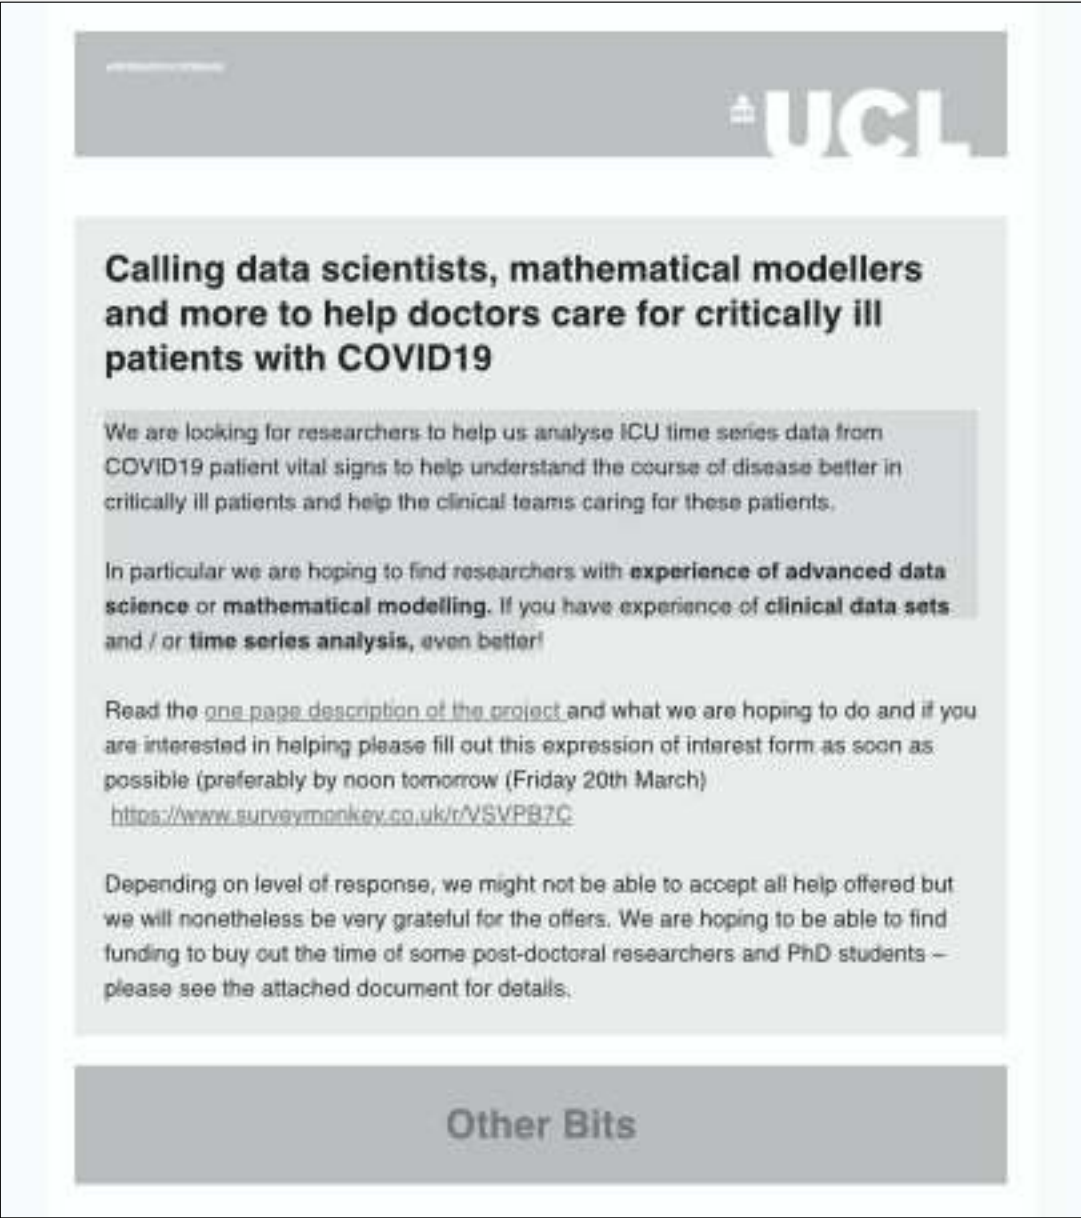 UCL
Calling data scientists, mathematical modellers
and more to help doctors care for critically ill
patients with COVID19
We are looking for researchers to help us analyse ICU time series data from
COVID19 patient vital signs to help understand the course of disease better in
critically ill patients and help the clinical teams caring for these patients.
In particular we are hoping to find researchers with experience of advanced data
science or mathematical modelling. If you have experience of clinical data sets
and / or time series analysis, even better!
Read the one page description of the project and what we are hoping to do and if you
are interested in helping please fill out this expression of interest form as soon as
possible (preferably by noon tomorrow (Friday 20th March)
https://www.surveymonkey.co.uk/r/VSVPB7C
Depending on level of response, we might not be able to accept all help offered but
we will nonetheless be very grateful for the offers. We are hoping to be able to find
funding to buy out the time of some post-doctoral researchers and PhD students –
please see the attached document for details.
Other Bits